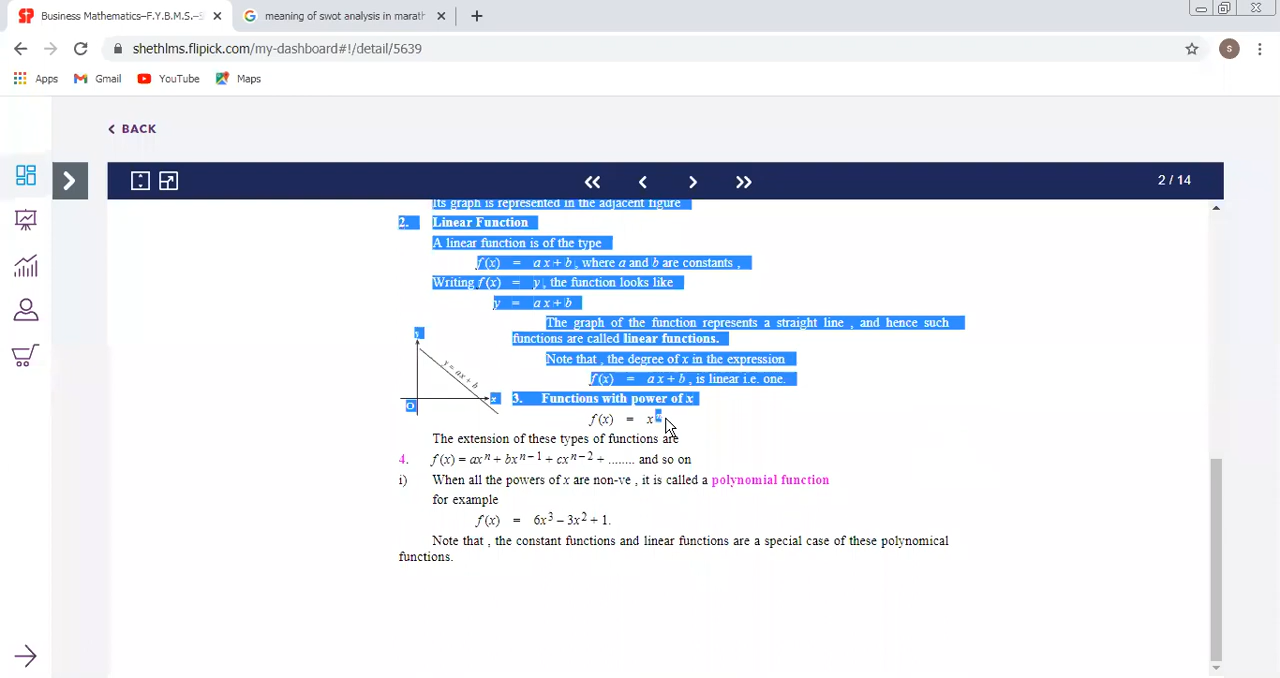 Business Mathematics–F.Y.B.M.S.–S
meaning of swot analysis in marath
shethlms.flipick.com/my-dashboard#!/detail/5639
S
Apps
Gmail
YouTube
Maps
BACK
2 / 14
Its graph is represented in the adjacent figure
2. Linear Function
A linear function is of the type
f (x) = a x + b , where a and b are constants ,
Writing f (x) = y , the function looks like
y = a x + b
The graph of the function represents a straight line , and hence such
functions are called linear functions.
Note that , the degree of x in the expression
f (x) = a x + b , is linear i.e. one.
y
y = ax + b
x
O
3. Functions with power of x
f (x) = xⁿ
The extension of these types of functions are
4. f (x) = axⁿ + bxⁿ⁻¹ + cxⁿ⁻² + ........ and so on
i) When all the powers of x are non-ve , it is called a polynomial function
for example
f (x) = 6x³ – 3x² + 1.
Note that , the constant functions and linear functions are a special case of these polynomical
functions.